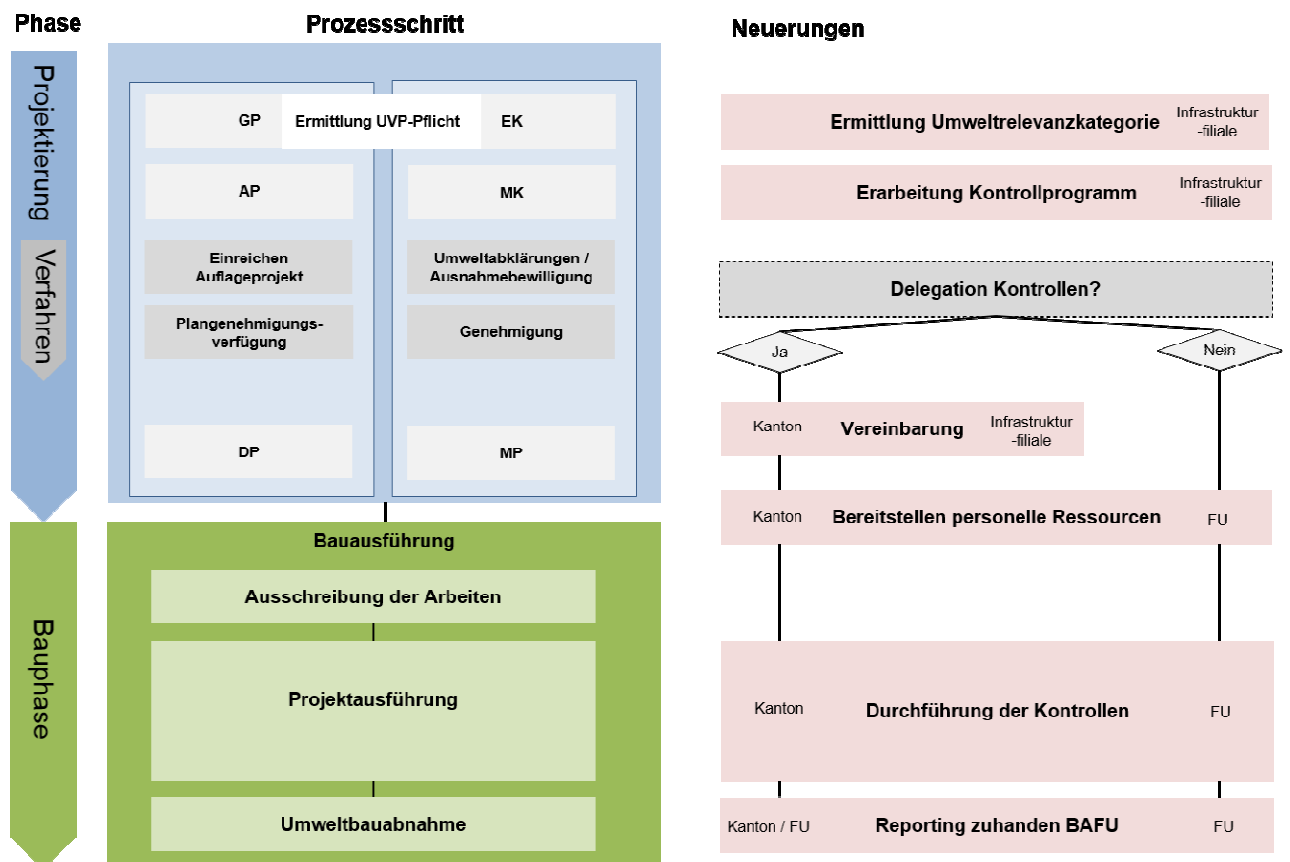 Phase
Prozessschritt
Neuerungen
Projektierung
Verfahren
Bauphase
GP
Ermittlung UVP-Pflicht
EK
AP
MK
Einreichen
Auflageprojekt
Umweltabklärungen /
Ausnahmebewilligung
Plangenehmigungs-
verfügung
Genehmigung
DP
MP
Bauausführung
Ausschreibung der Arbeiten
Projektausführung
Umweltbauabnahme
Ermittlung Umweltrelevanzkategorie
Infrastruktur
-filiale
Erarbeitung Kontrollprogramm
Infrastruktur
-filiale
Delegation Kontrollen?
Ja
Nein
Kanton
Vereinbarung
Infrastruktur
-filiale
Kanton
Bereitstellen personelle Ressourcen
FU
Kanton
Durchführung der Kontrollen
FU
Kanton / FU
Reporting zuhanden BAFU
FU